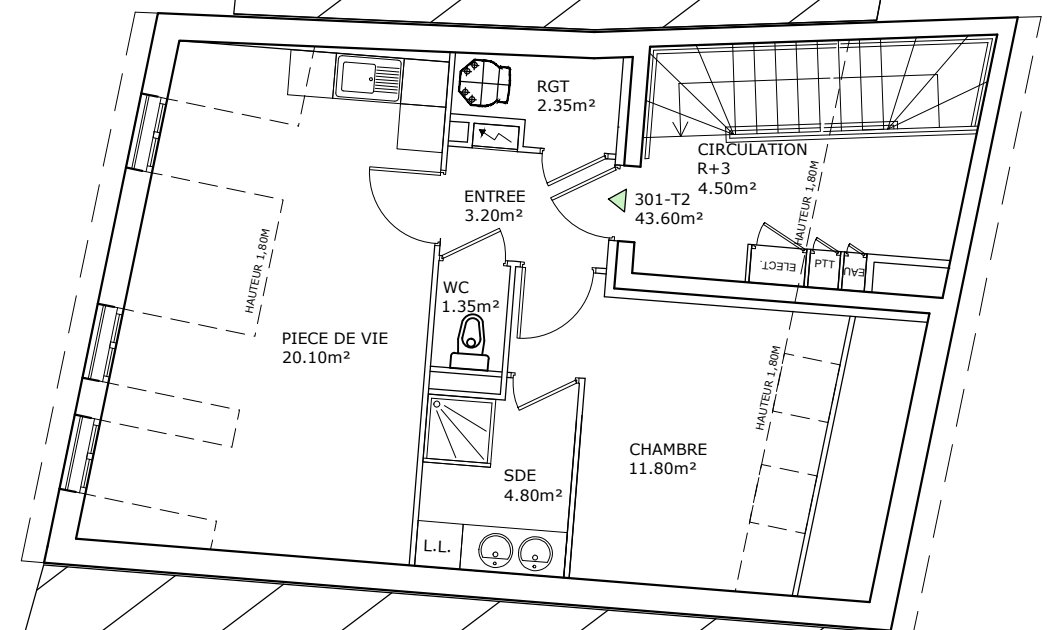 RGT
2.35m²
CIRCULATION
R+3
4.50m²
HAUTEUR 1,80M
ENTREE
3.20m²
301-T2
43.60m²
HAUTEUR 1,80M
ELECT.
PTT
EAU
WC
1.35m²
PIECE DE VIE
20.10m²
HAUTEUR 1,80M
CHAMBRE
11.80m²
SDE
4.80m²
L.L.